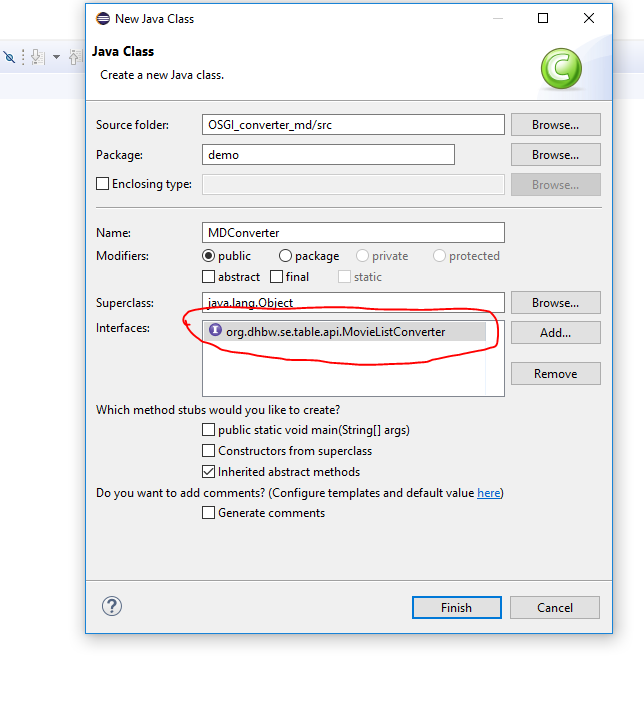 New Java Class
Java Class
Create a new Java class.
Source folder: OSGI_converter_md/src Browse...
Package: demo Browse...
Enclosing type: Browse...
Name: MDConverter
Modifiers: public package private protected
abstract final static
Superclass: java.lang.Object Browse...
Interfaces: org.dhbw.se.table.api.MovieListConverter Add...
Remove
Which method stubs would you like to create?
public static void main(String[] args)
Constructors from superclass
Inherited abstract methods
Do you want to add comments? (Configure templates and default value here)
Generate comments
Finish Cancel